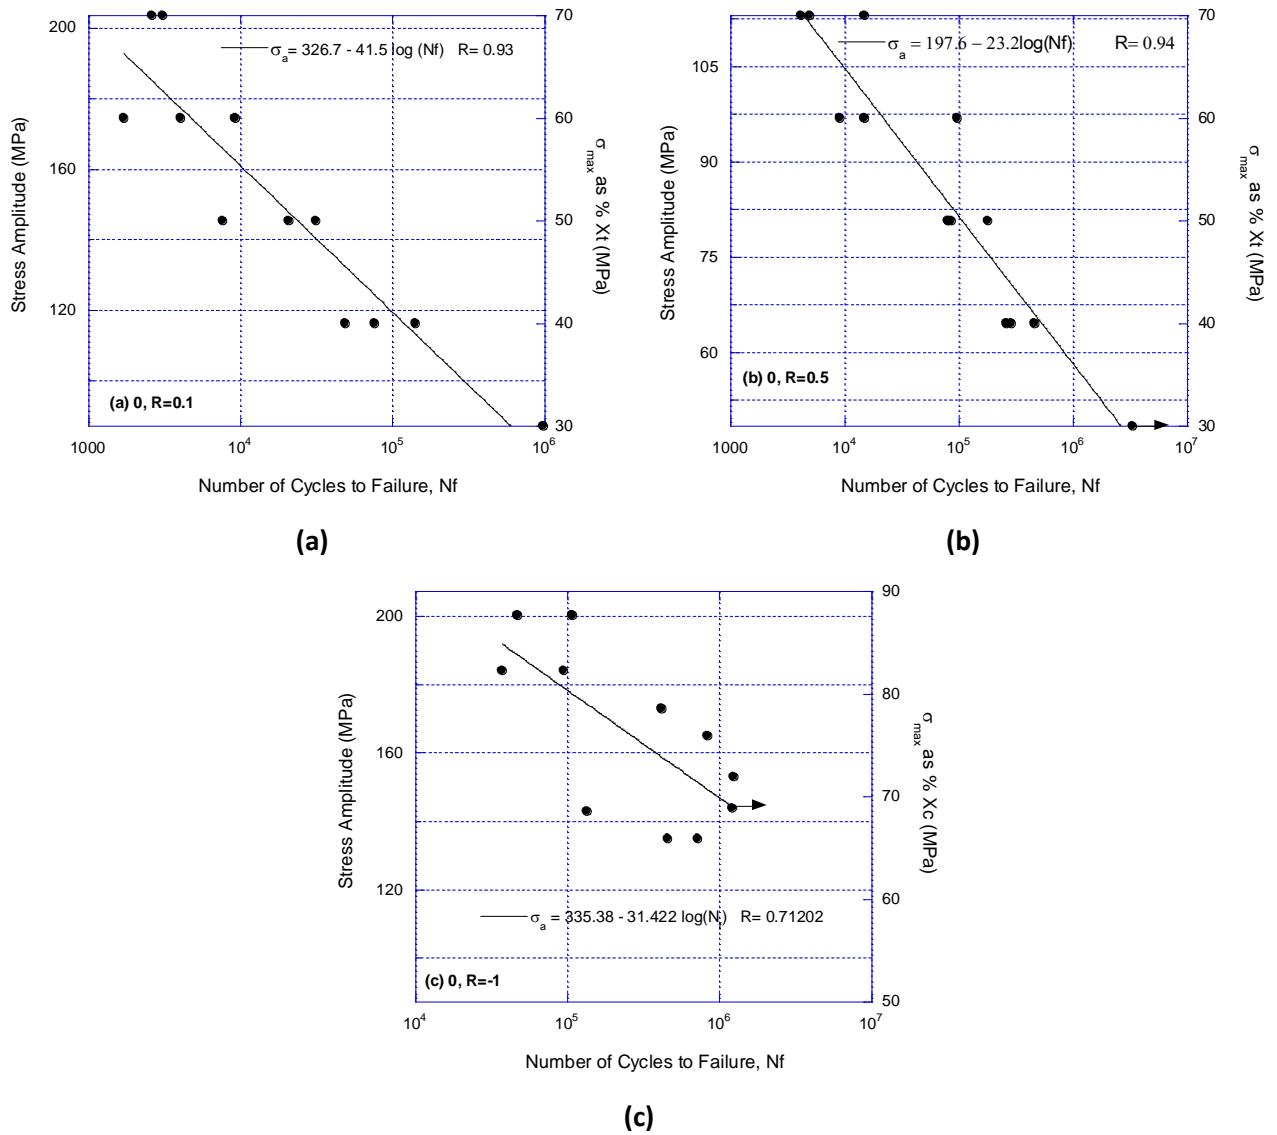 σa = 326.7 - 41.5 log (Nf) R= 0.93
200
160
120
Stress Amplitude (MPa)
70
60
50
40
30
σmax as % Xt (MPa)
(a) 0, R=0.1
1000
10^4
10^5
10^6
Number of Cycles to Failure, Nf
(a)
σa = 197.6 – 23.2log(Nf) R= 0.94
105
90
75
60
Stress Amplitude (MPa)
70
60
50
40
30
σmax as % Xt (MPa)
(b) 0, R=0.5
1000
10^4
10^5
10^6
10^7
Number of Cycles to Failure, Nf
(b)
200
160
120
Stress Amplitude (MPa)
90
80
70
60
50
σmax as % Xc (MPa)
σa = 335.38 - 31.422 log(Nf) R= 0.71202
(c) 0, R=-1
10^4
10^5
10^6
10^7
Number of Cycles to Failure, Nf
(c)